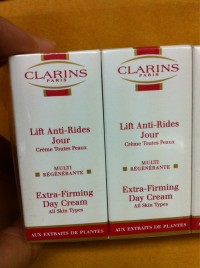 CLARINS
PARIS
Lift Anti-Rides
Jour
Crème Toutes Peaux
MULTI
RÉGÉNÉRANTE
Extra-Firming
Day Cream
All Skin Types
AUX EXTRAITS DE PLANTES
CLARINS
PARIS
Lift Anti-Rides
Jour
Crème Toutes Peaux
MULTI
RÉGÉNÉRANTE
Extra-Firming
Day Cream
All Skin Types
AUX EXTRAITS DE PLANTES